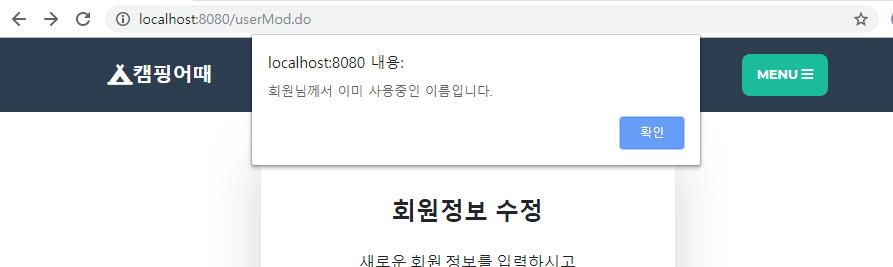 localhost:8080/userMod.do
캠핑어때
MENU
localhost:8080 내용:
회원님께서 이미 사용중인 이름입니다.
확인
회원정보 수정
새로운 회원 정보를 입력하시고